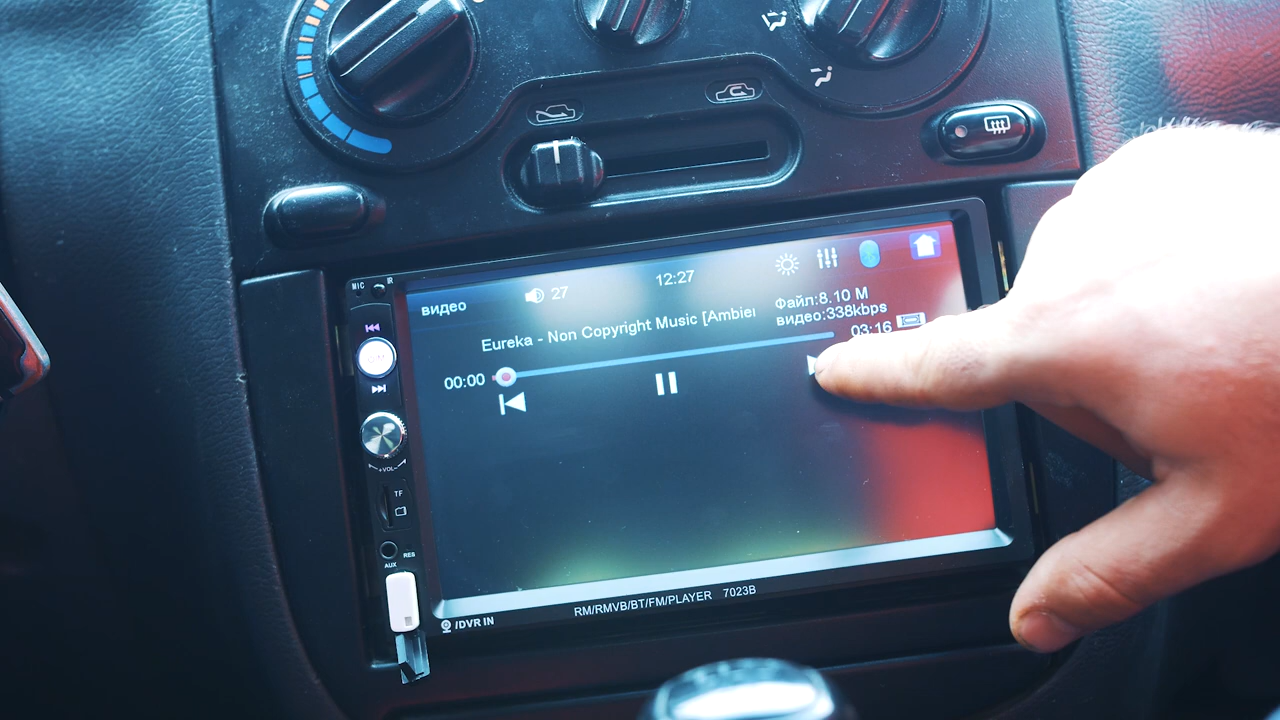 MIC
IR
видео
27
12:27
Eureka - Non Copyright Music [Ambie
Файл:8.10 M
видео:338kbps
00:00
03:16
+VOL-
TF
RES
AUX
/DVR IN
RM/RMVB/BT/FM/PLAYER 7023B